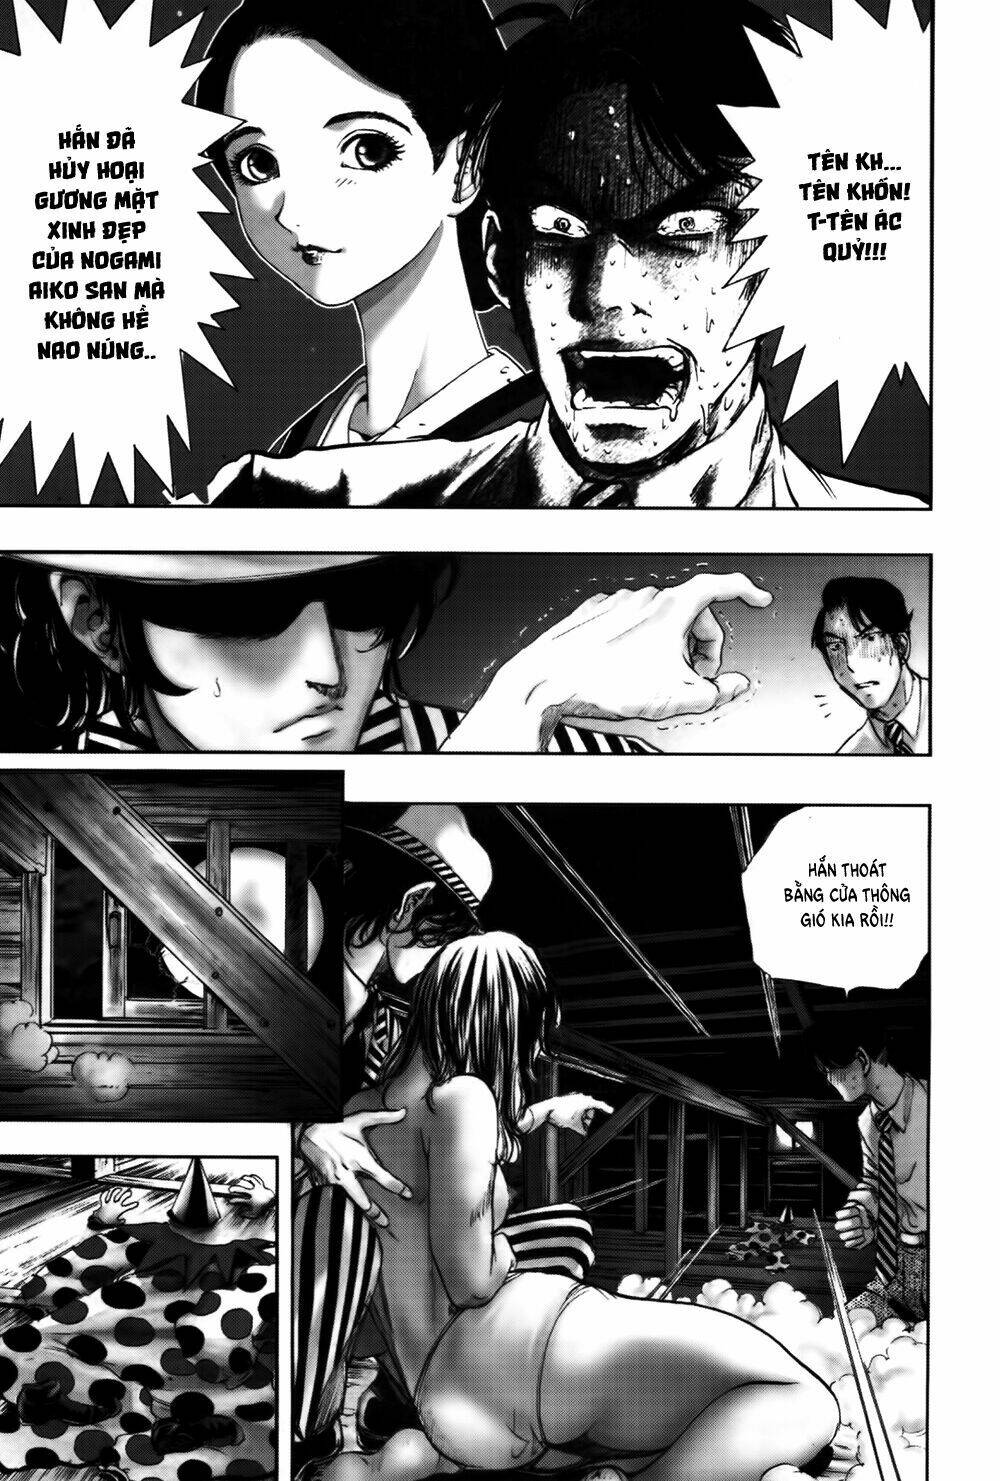 TÊN KH...
TÊN KHỐN!
T-TÊN ÁC
QUỶ!!!
HẮN ĐÃ
HỦY HOẠI
GƯƠNG MẶT
XINH ĐẸP
CỦA NOGAMI
AIKO SAN MÀ
KHÔNG HỀ
NAO NÚNG..
HẮN THOÁT
BẰNG CỬA THÔNG
GIÓ KIA RỒI!!